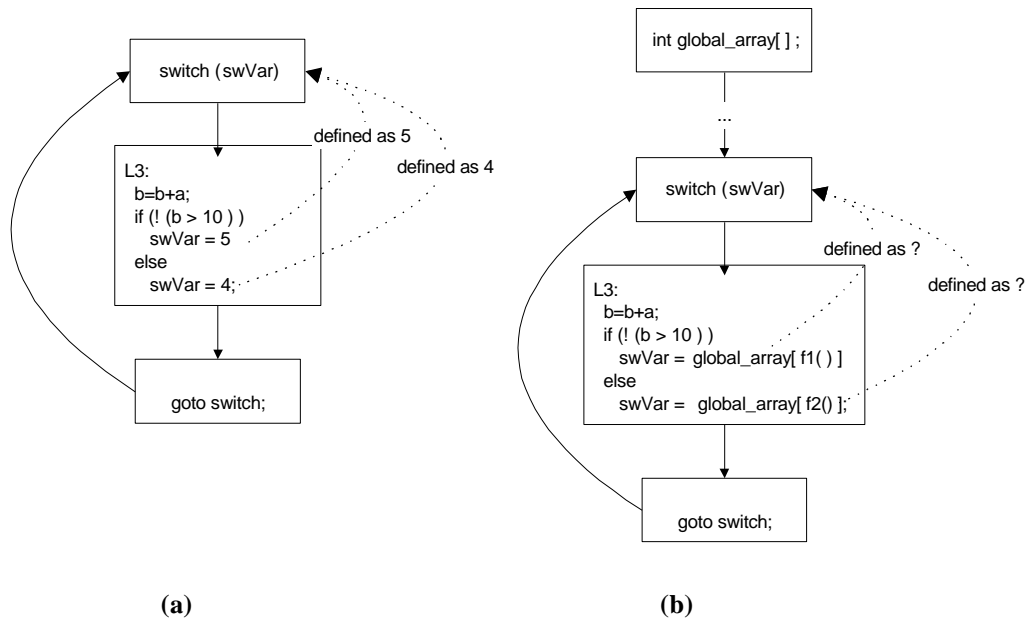 switch (swVar)
defined as 5
defined as 4
L3:
b=b+a;
if (! (b > 10 ) )
swVar = 5
else
swVar = 4;
goto switch;
(a)
int global_array[ ] ;
...
switch (swVar)
defined as ?
defined as ?
L3:
b=b+a;
if (! (b > 10 ) )
swVar = global_array[ f1( ) ]
else
swVar = global_array[ f2() ];
goto switch;
(b)